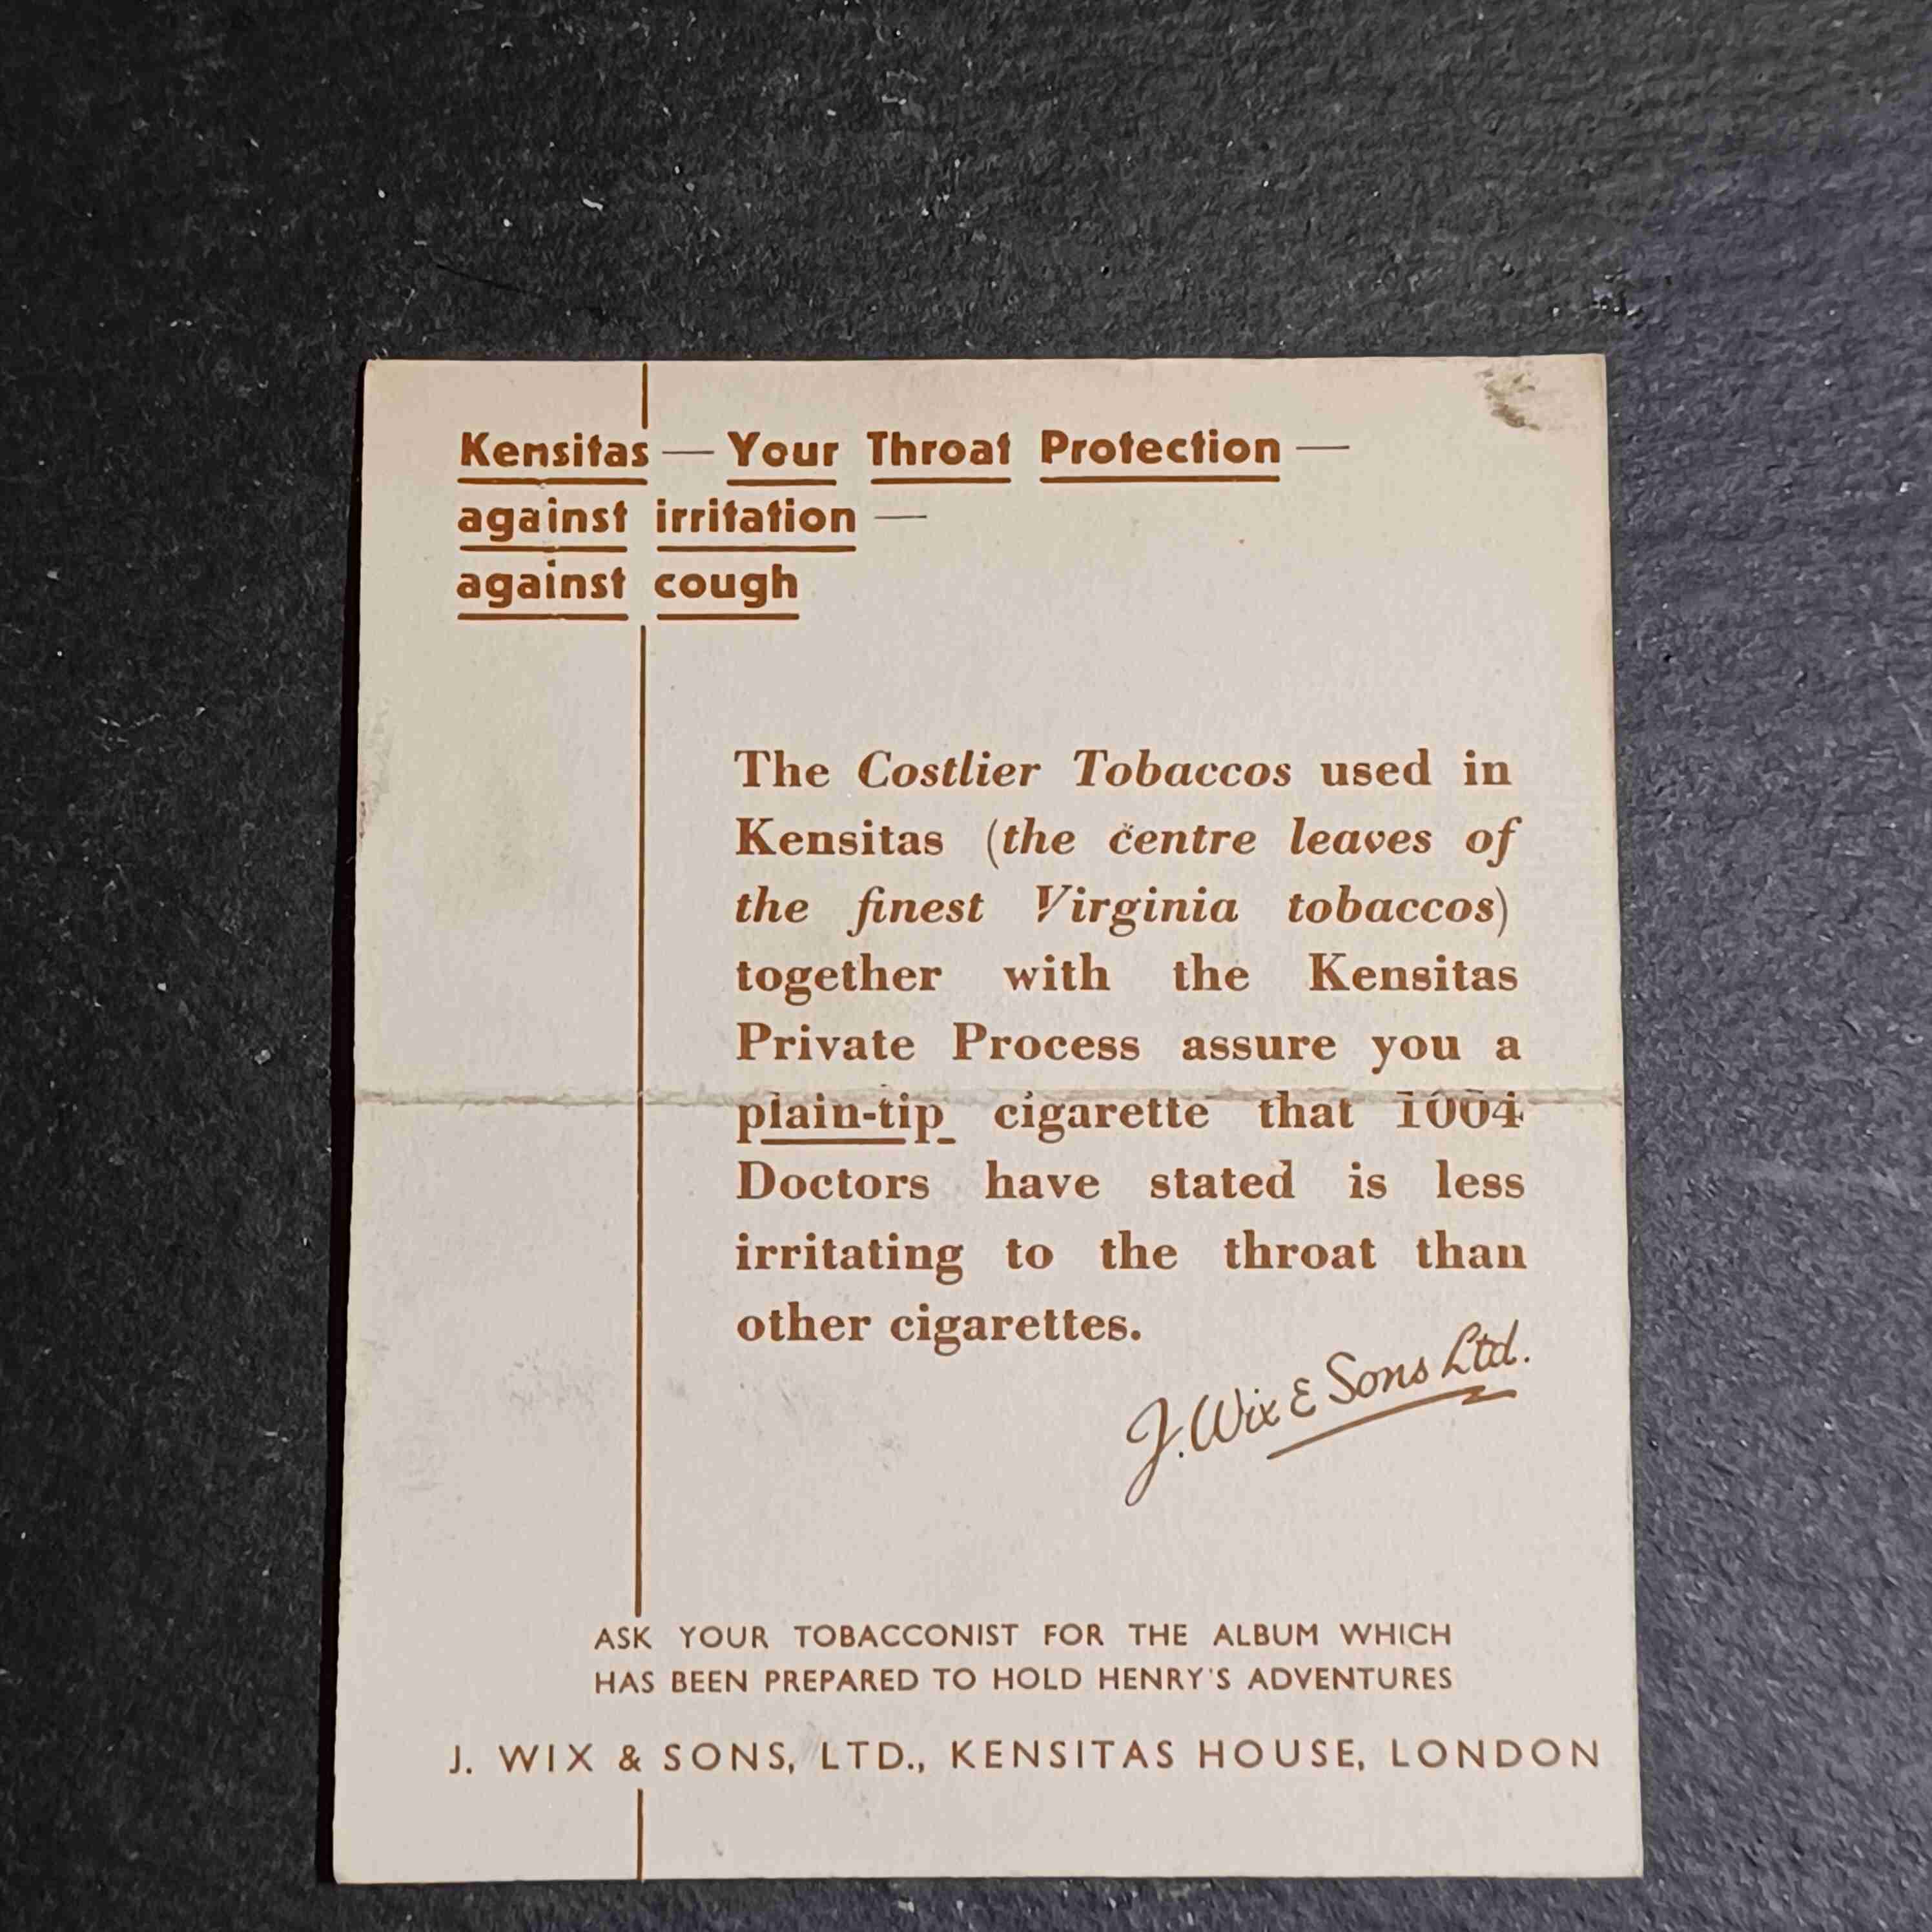 Kensitas — Your Throat Protection —
against irritation —
against cough
The Costlier Tobaccos used in
Kensitas (the centre leaves of
the finest Virginia tobaccos)
together with the Kensitas
Private Process assure you a
plain-tip cigarette that 1004
Doctors have stated is less
irritating to the throat than
other cigarettes.
J. Wix & Sons Ltd.
ASK YOUR TOBACCONIST FOR THE ALBUM WHICH
HAS BEEN PREPARED TO HOLD HENRY'S ADVENTURES
J. WIX & SONS, LTD., KENSITAS HOUSE, LONDON